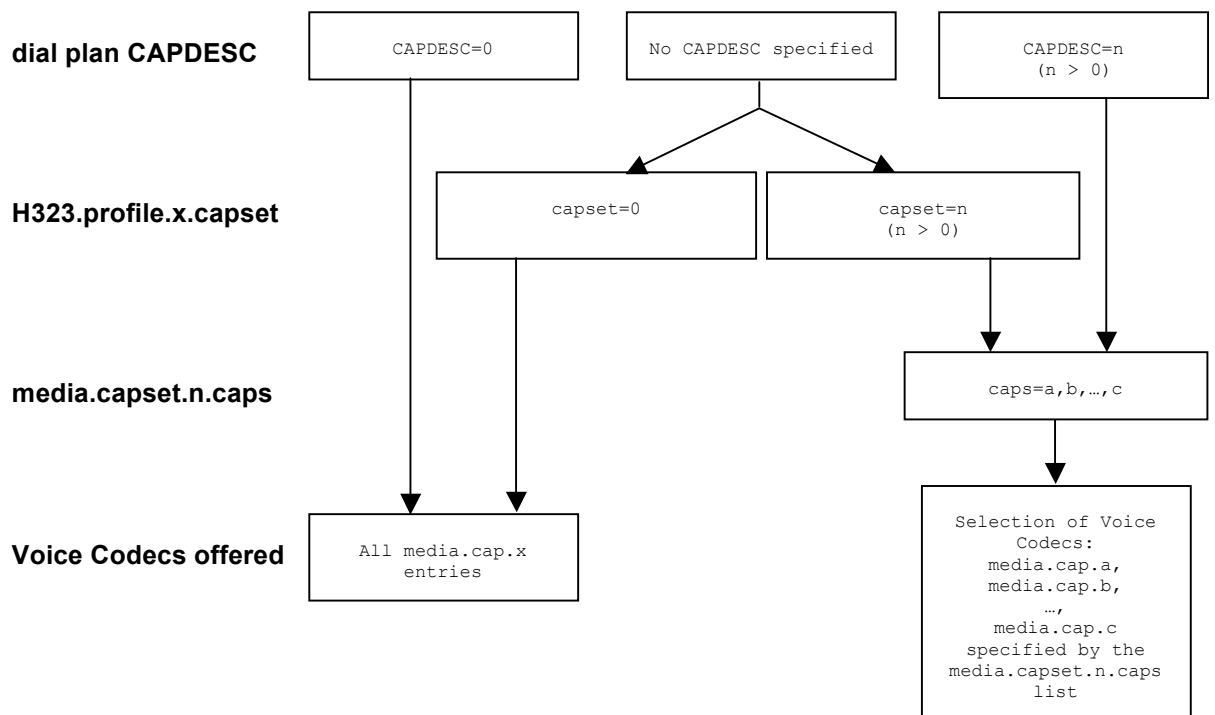 dial plan CAPDESC
CAPDESC=0
No CAPDESC specified
CAPDESC=n
(n > 0)
H323.profile.x.capset
capset=0
capset=n
(n > 0)
media.capset.n.caps
caps=a,b,…,c
Voice Codecs offered
All media.cap.x
entries
Selection of Voice
Codecs:
media.cap.a,
media.cap.b,
…,
media.cap.c
specified by the
media.capset.n.caps
list